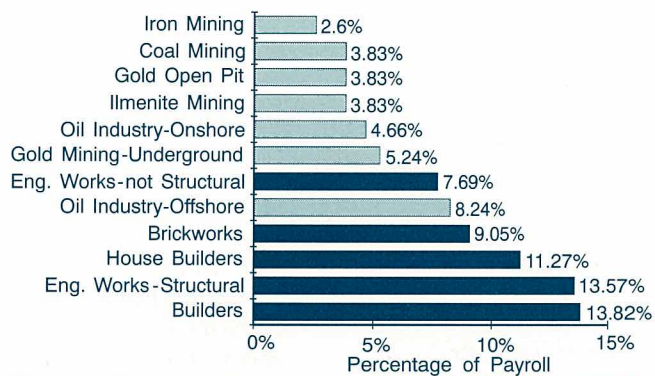 Iron Mining 2.6%
Coal Mining 3.83%
Gold Open Pit 3.83%
Ilmenite Mining 3.83%
Oil Industry-Onshore 4.66%
Gold Mining-Underground 5.24%
Eng. Works-not Structural 7.69%
Oil Industry-Offshore 8.24%
Brickworks 9.05%
House Builders 11.27%
Eng. Works-Structural 13.57%
Builders 13.82%
0% 5% 10% 15%
Percentage of Payroll